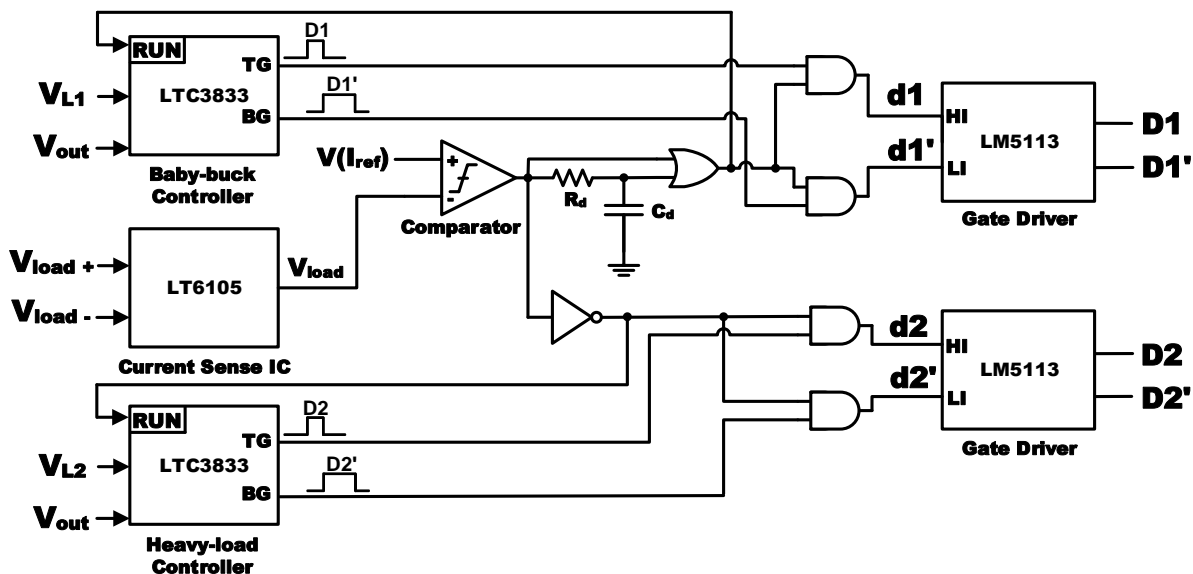 RUN
D1
TG
V_L1
LTC3833
D1'
BG
V_out
Baby-buck
Controller
V(I_ref)
+
-
R_d
C_d
Comparator
d1
HI
LM5113
D1
d1'
LI
D1'
Gate Driver
V_load +
LT6105
V_load
V_load -
Current Sense IC
d2
HI
LM5113
D2
d2'
LI
D2'
Gate Driver
RUN
D2
TG
V_L2
LTC3833
D2'
BG
V_out
Heavy-load
Controller